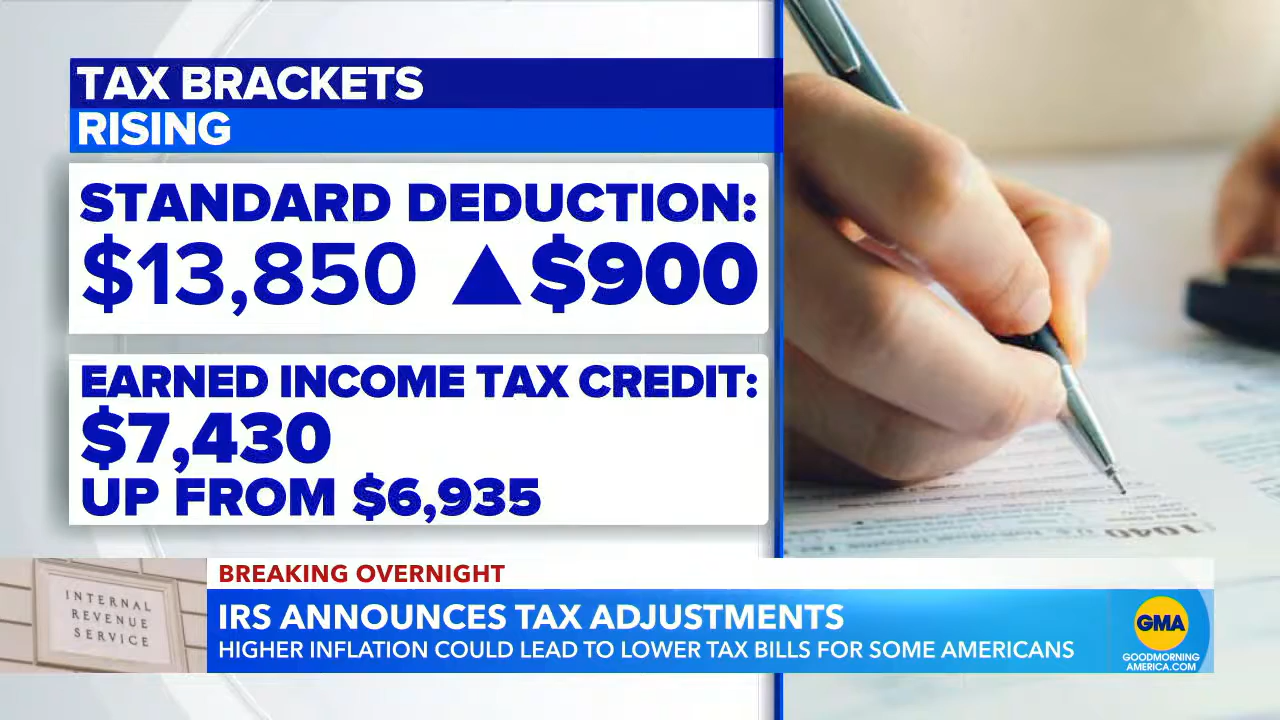 TAX BRACKETS
RISING
STANDARD DEDUCTION:
$13,850 ▲$900
EARNED INCOME TAX CREDIT:
$7,430
UP FROM $6,935
1040
INTERNAL
REVENUE
SERVICE
BREAKING OVERNIGHT
IRS ANNOUNCES TAX ADJUSTMENTS
HIGHER INFLATION COULD LEAD TO LOWER TAX BILLS FOR SOME AMERICANS
GMA
GOODMORNING
AMERICA.COM